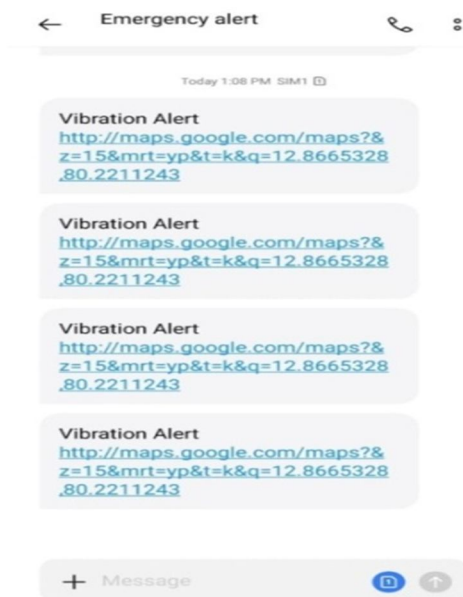 Emergency alert
Today 1:08 PM SIM1 1
Vibration Alert
http://maps.google.com/maps?&
z=15&mrt=yp&t=k&q=12.8665328
,80.2211243
Vibration Alert
http://maps.google.com/maps?&
z=15&mrt=yp&t=k&q=12.8665328
,80.2211243
Vibration Alert
http://maps.google.com/maps?&
z=15&mrt=yp&t=k&q=12.8665328
,80.2211243
Vibration Alert
http://maps.google.com/maps?&
z=15&mrt=yp&t=k&q=12.8665328
,80.2211243
Message
1